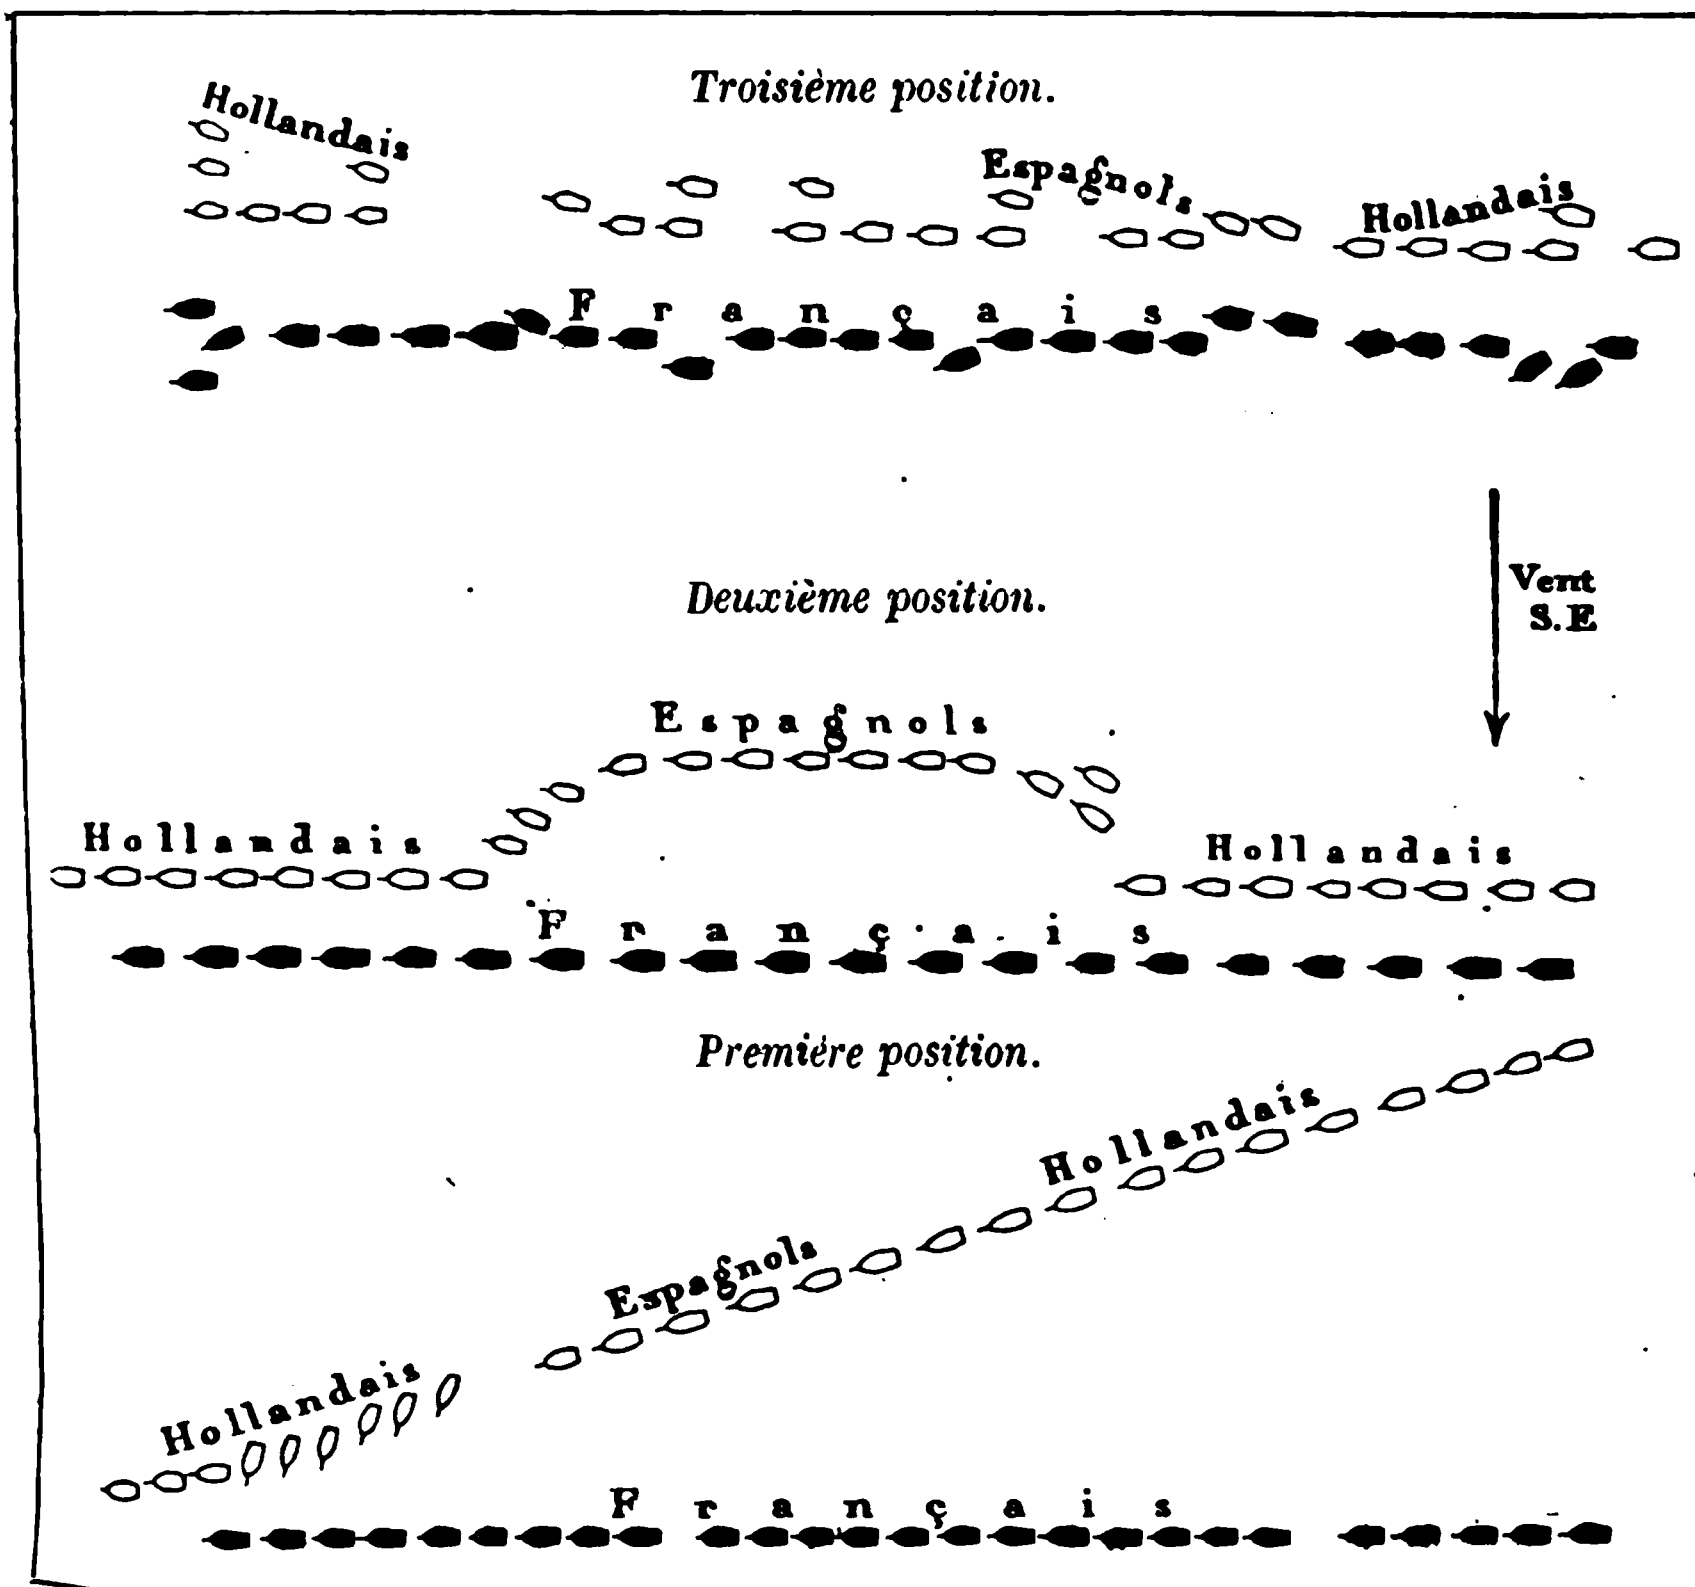 Troisième position.
Hollandais
Espagnols
Hollandais
Français
Vent
S.E
Deuxième position.
Espagnols
Hollandais
Hollandais
Français
Première position.
Hollandais
Espagnols
Hollandais
Français